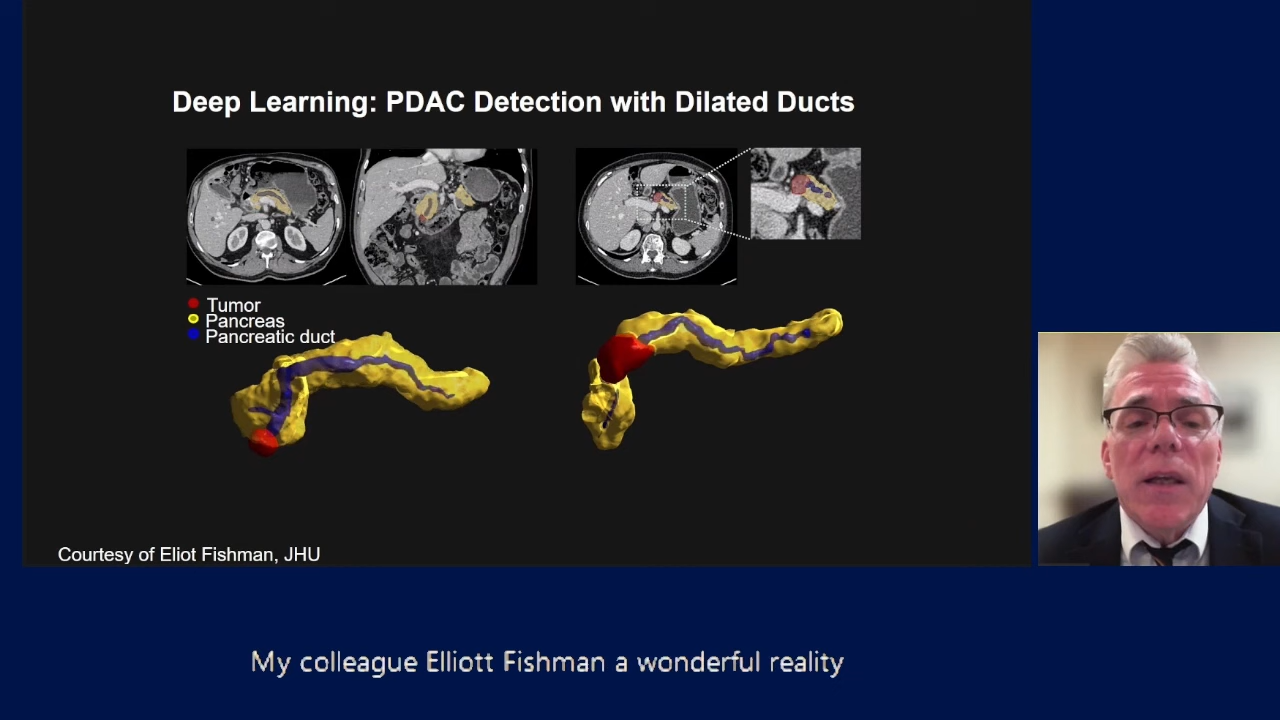 Deep Learning: PDAC Detection with Dilated Ducts
Tumor
Pancreas
Pancreatic duct
Courtesy of Eliot Fishman, JHU
My colleague Elliott Fishman a wonderful reality